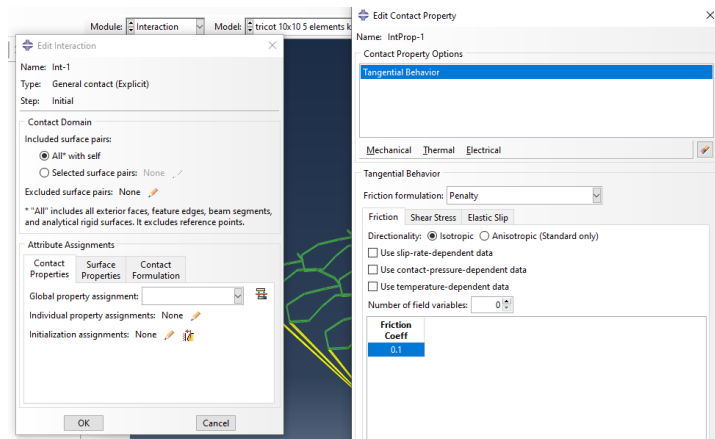 Module: Interaction Model: tricot 10x10 5 elements k
Edit Interaction
Name: Int-1
Type: General contact (Explicit)
Step: Initial
Contact Domain
Included surface pairs:
All* with self
Selected surface pairs: None
Excluded surface pairs: None
* "All" includes all exterior faces, feature edges, beam segments,
and analytical rigid surfaces. It excludes reference points.
Attribute Assignments
Contact Properties
Surface Properties
Contact Formulation
Global property assignment:
Individual property assignments: None
Initialization assignments: None
OK Cancel
Edit Contact Property
Name: IntProp-1
Contact Property Options
Tangential Behavior
Mechanical Thermal Electrical
Tangential Behavior
Friction formulation: Penalty
Friction Shear Stress Elastic Slip
Directionality: Isotropic Anisotropic (Standard only)
Use slip-rate-dependent data
Use contact-pressure-dependent data
Use temperature-dependent data
Number of field variables: 0
Friction
Coeff
0.1